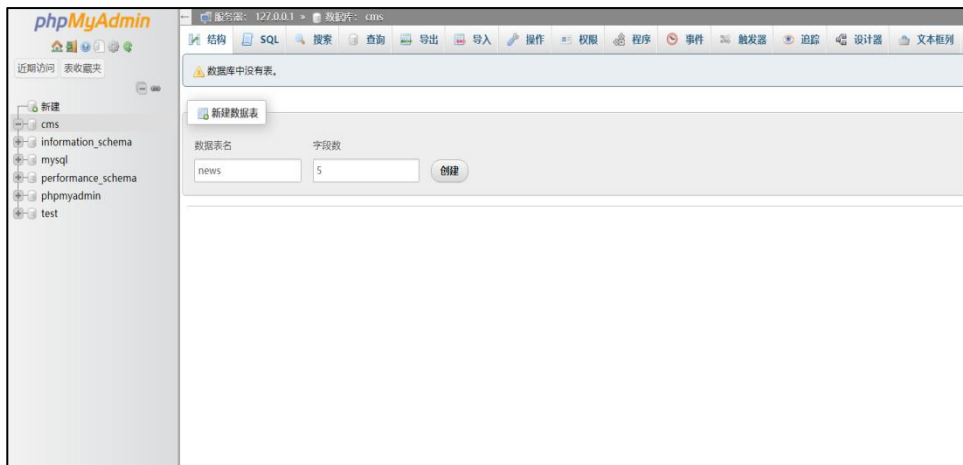 phpMyAdmin
近期访问 表收藏夹
新建
cms
information_schema
mysql
performance_schema
phpmyadmin
test
服务器: 127.0.0.1 » 数据库: cms
结构 SQL 搜索 查询 导出 导入 操作 权限 程序 事件 触发器 追踪 设计器 文本框列
数据库中没有表。
新建数据表
数据表名 字段数
news 5 创建